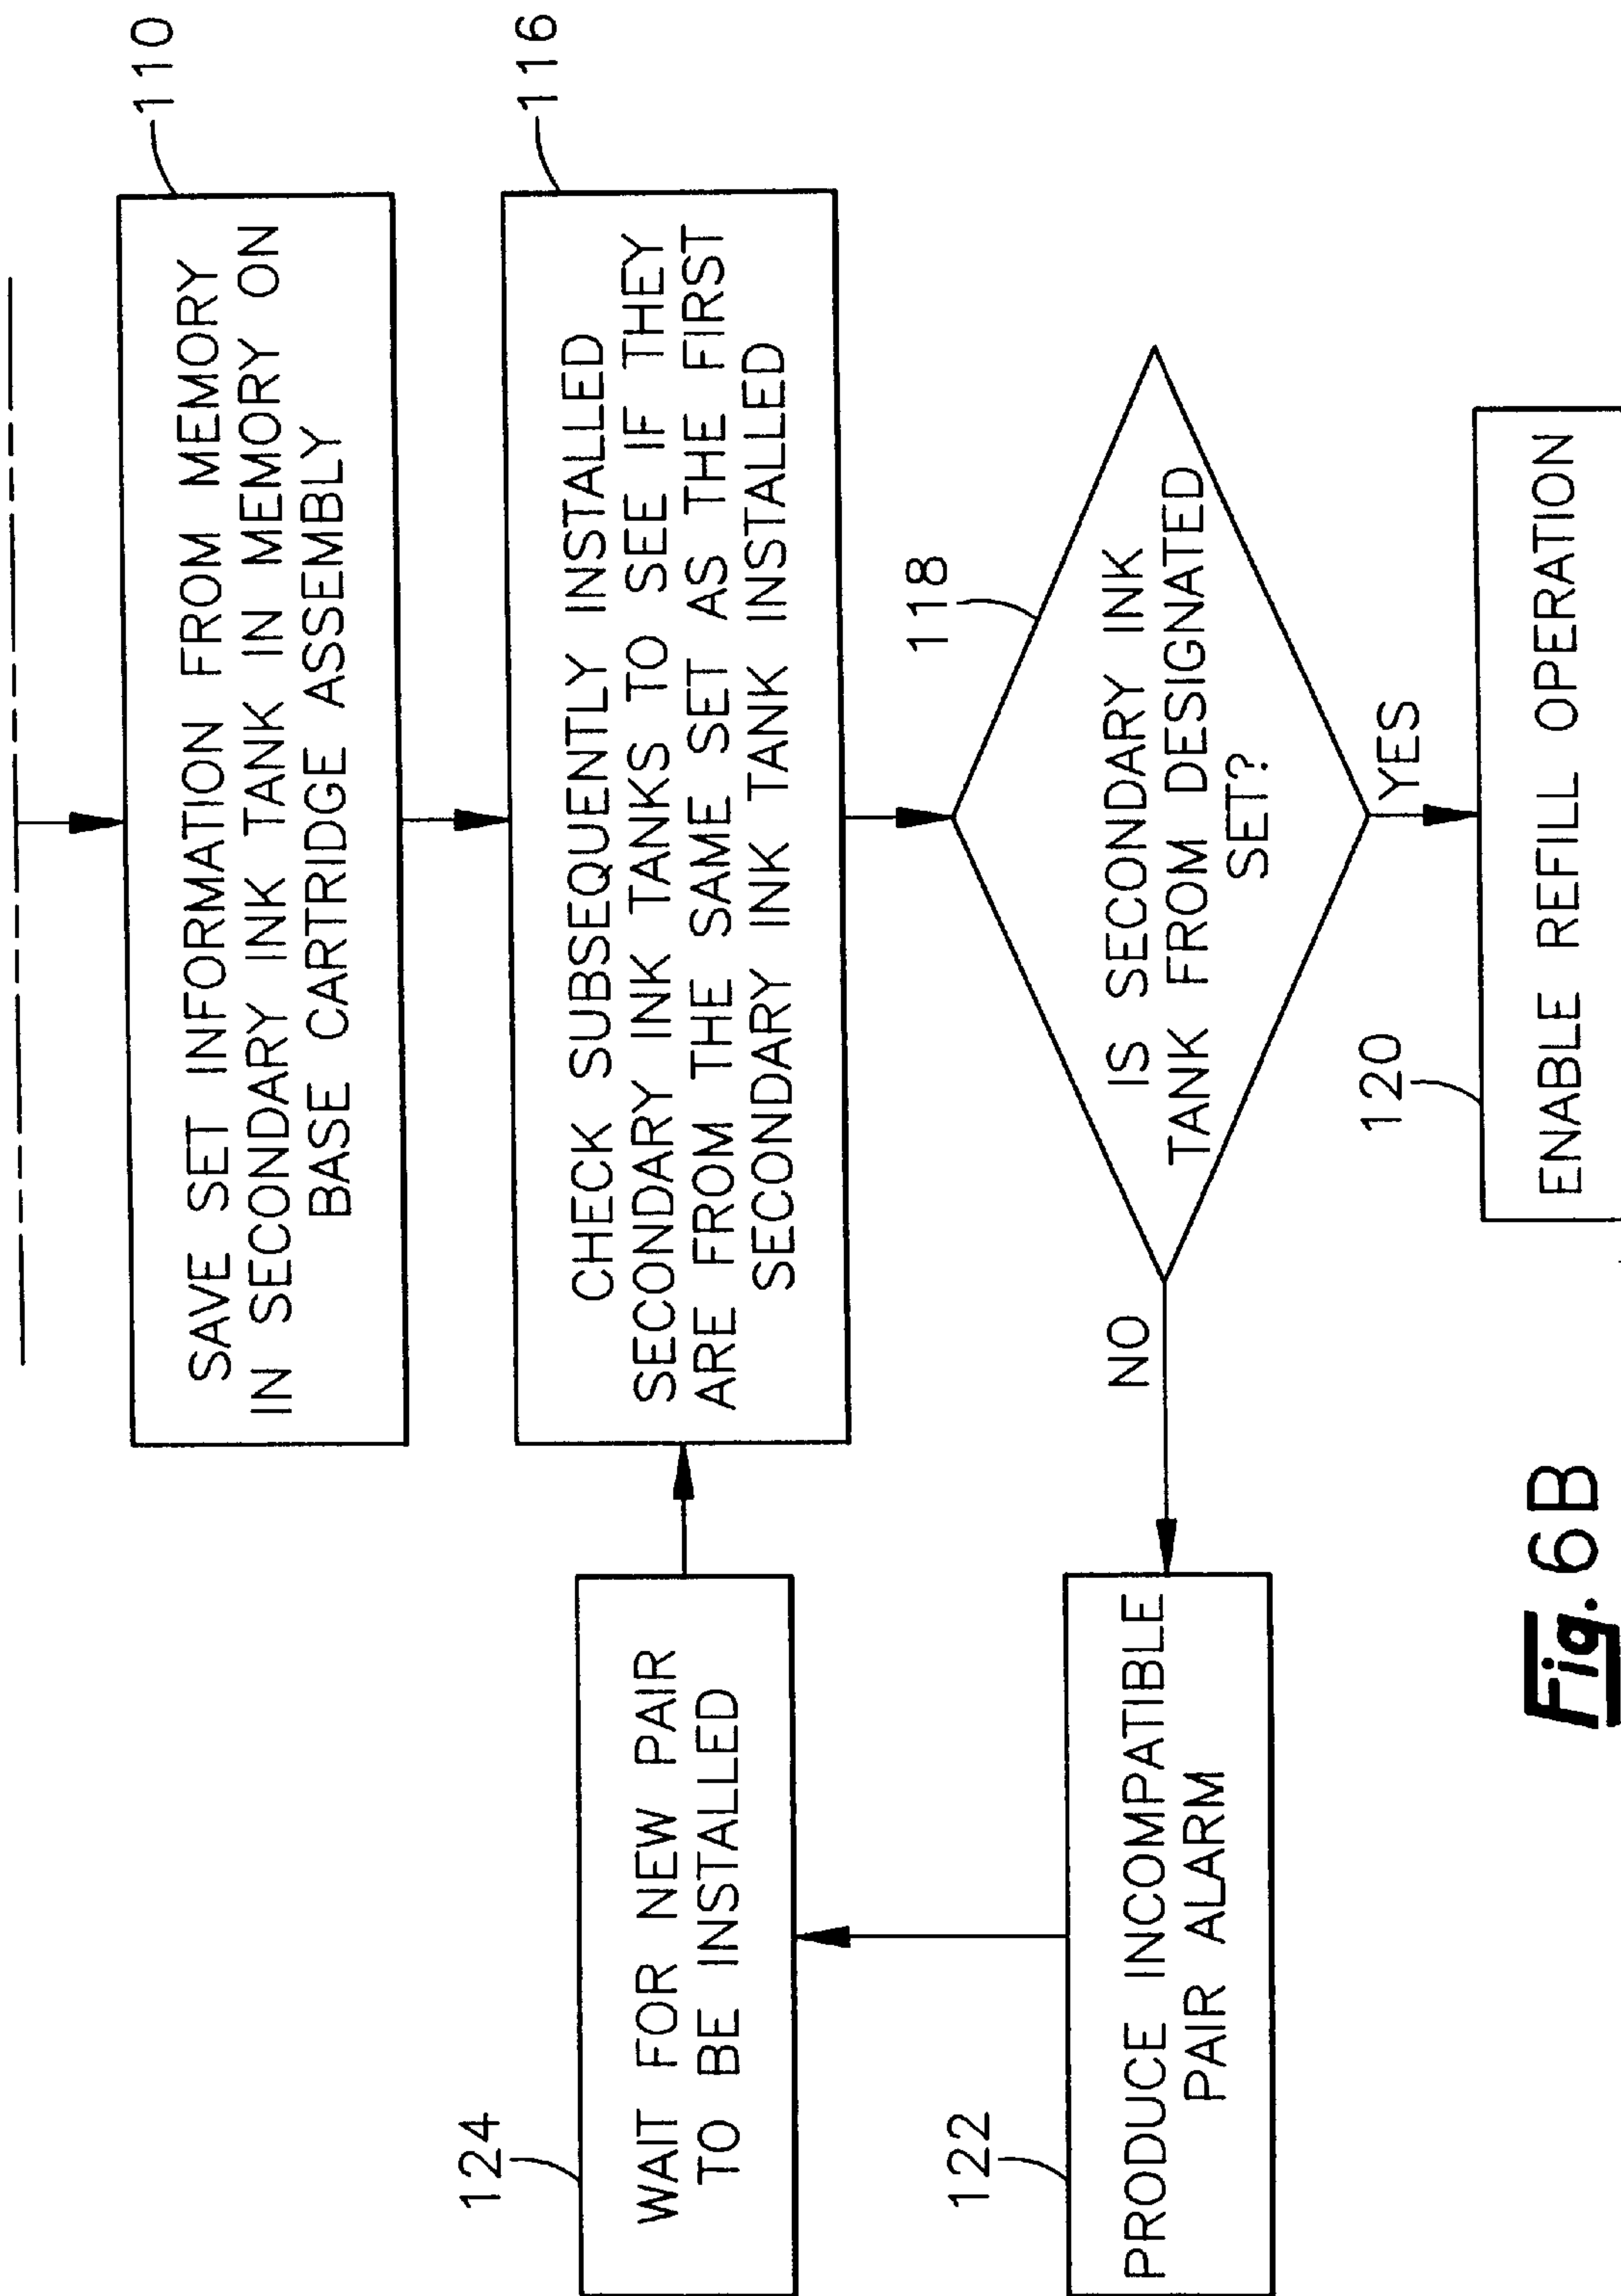 110
SAVE SET INFORMATION FROM MEMORY
IN SECONDARY INK TANK IN MEMORY ON
BASE CARTRIDGE ASSEMBLY
116
CHECK SUBSEQUENTLY INSTALLED
SECONDARY INK TANKS TO SEE IF THEY
ARE FROM THE SAME SET AS THE FIRST
SECONDARY INK TANK INSTALLED
124
WAIT FOR NEW PAIR
TO BE INSTALLED
118
IS SECONDARY INK
TANK FROM DESIGNATED
SET?
NO
YES
122
PRODUCE INCOMPATIBLE
PAIR ALARM
120
ENABLE REFILL OPERATION
Fig. 6B